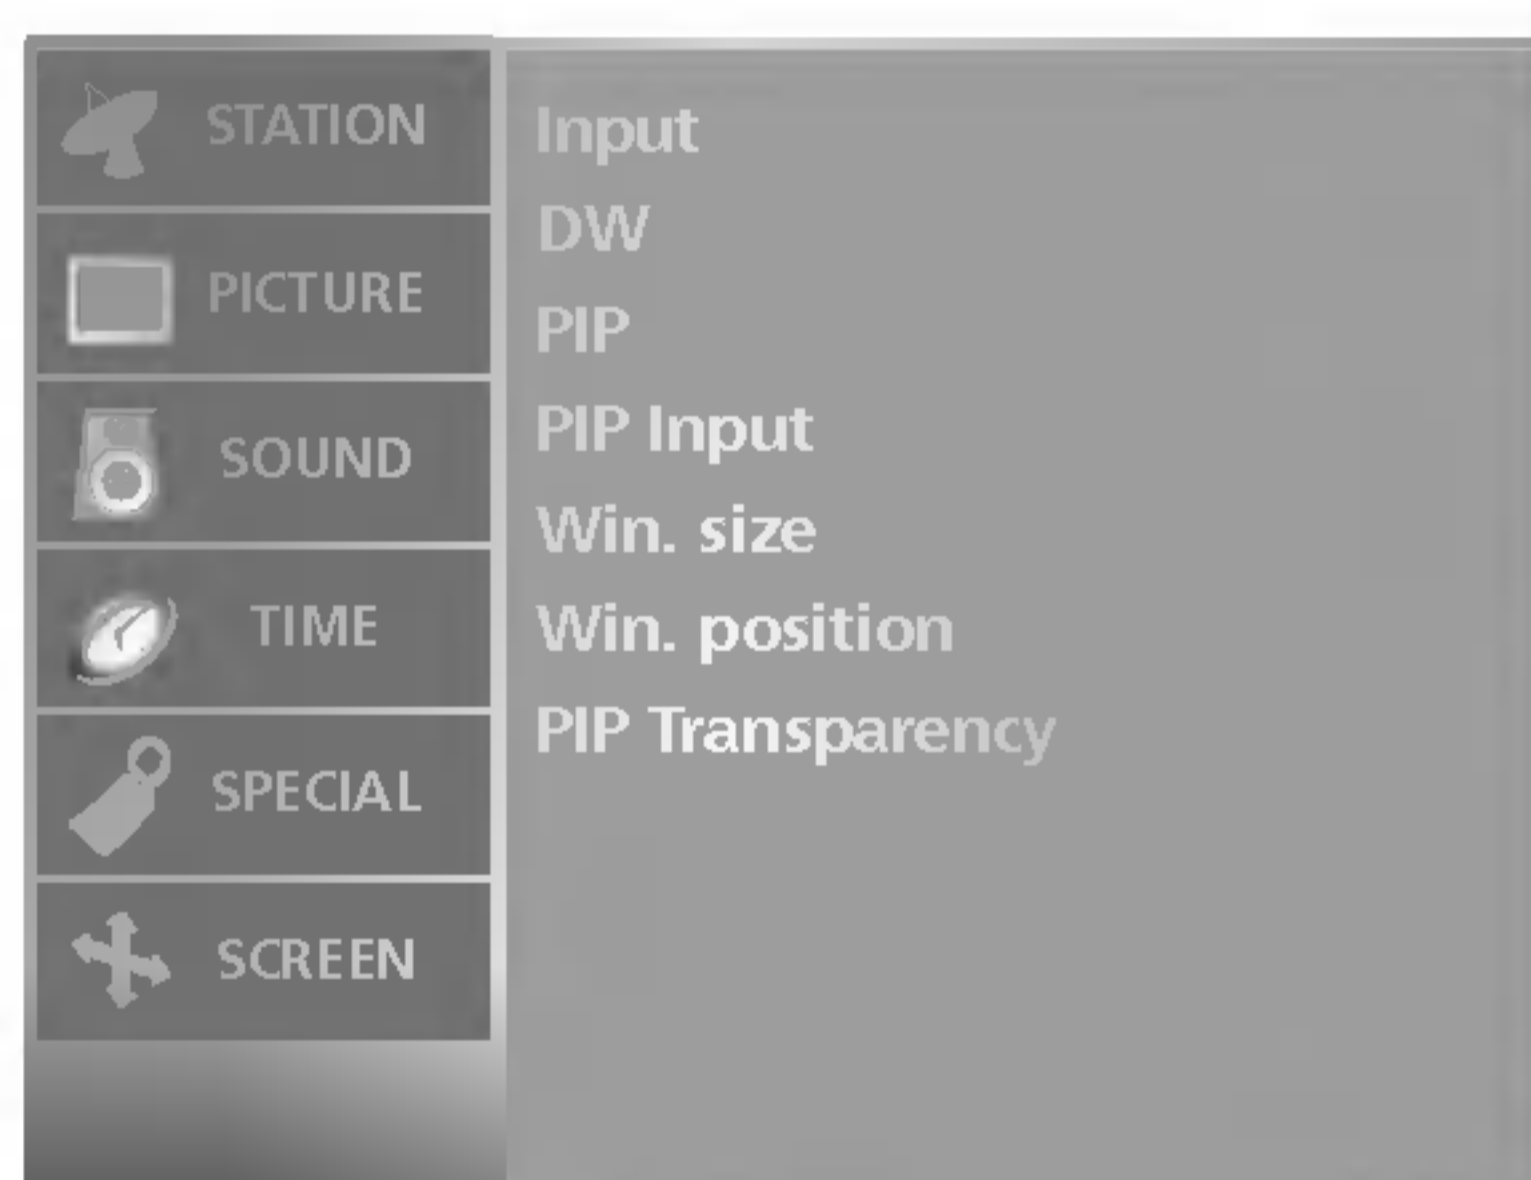 STATION
PICTURE
SOUND
TIME
SPECIAL
SCREEN
Input
DW
PIP
PIP Input
Win. size
Win. position
PIP Transparency